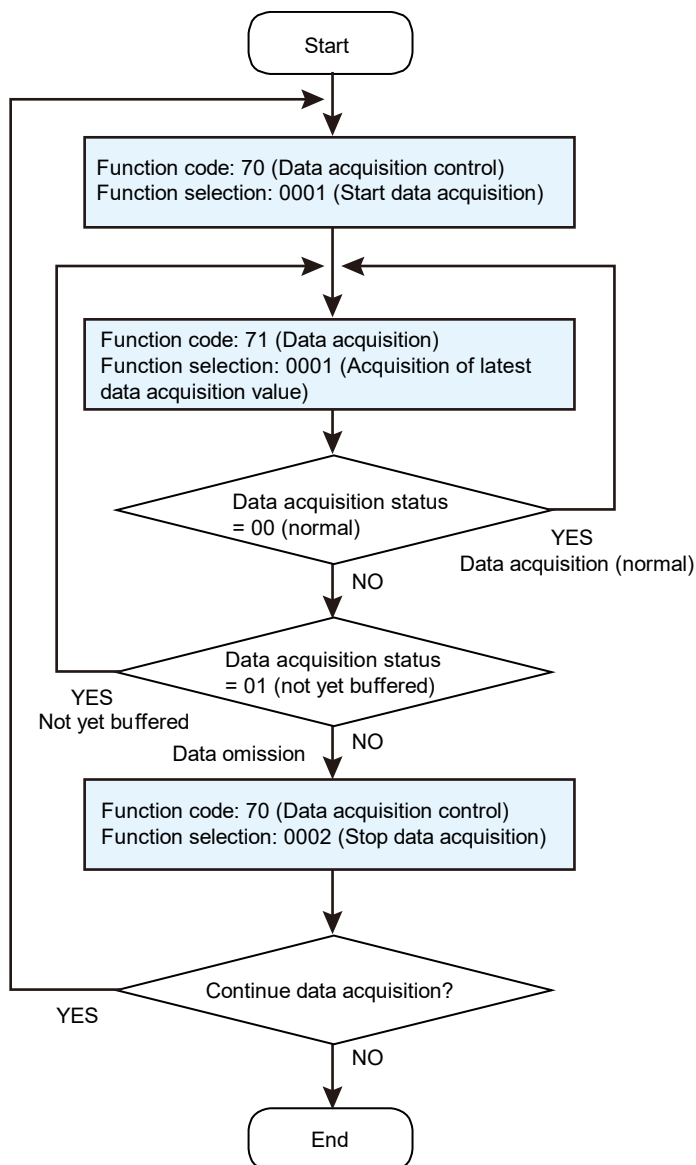 Start
Function code: 70 (Data acquisition control)
Function selection: 0001 (Start data acquisition)
Function code: 71 (Data acquisition)
Function selection: 0001 (Acquisition of latest
data acquisition value)
Data acquisition status
= 00 (normal)
YES
Data acquisition (normal)
NO
Data acquisition status
= 01 (not yet buffered)
YES
Not yet buffered
NO
Data omission
Function code: 70 (Data acquisition control)
Function selection: 0002 (Stop data acquisition)
Continue data acquisition?
YES
NO
End